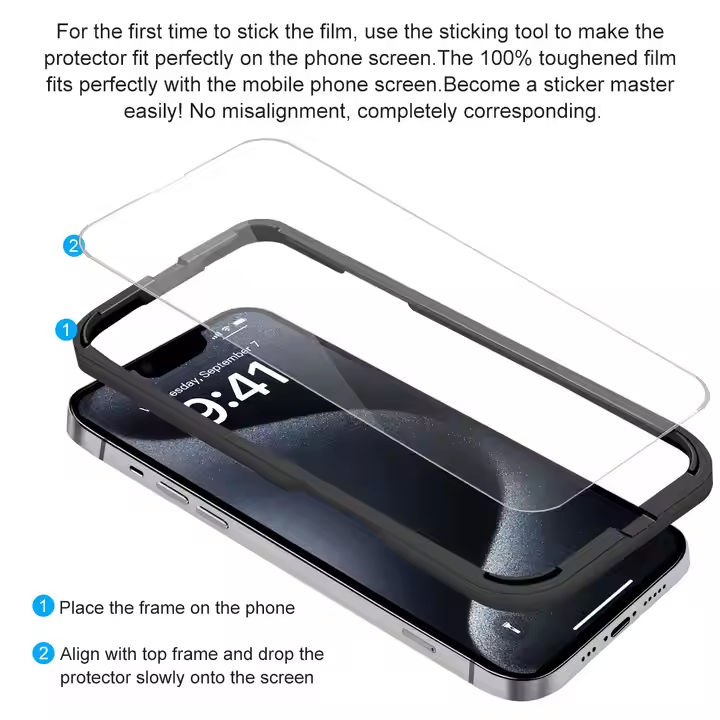 For the first time to stick the film, use the sticking tool to make the
protector fit perfectly on the phone screen.The 100% toughened film
fits perfectly with the mobile phone screen.Become a sticker master
easily! No misalignment, completely corresponding.
2
1
esday, September 7
9:41
1 Place the frame on the phone
2 Align with top frame and drop the
protector slowly onto the screen